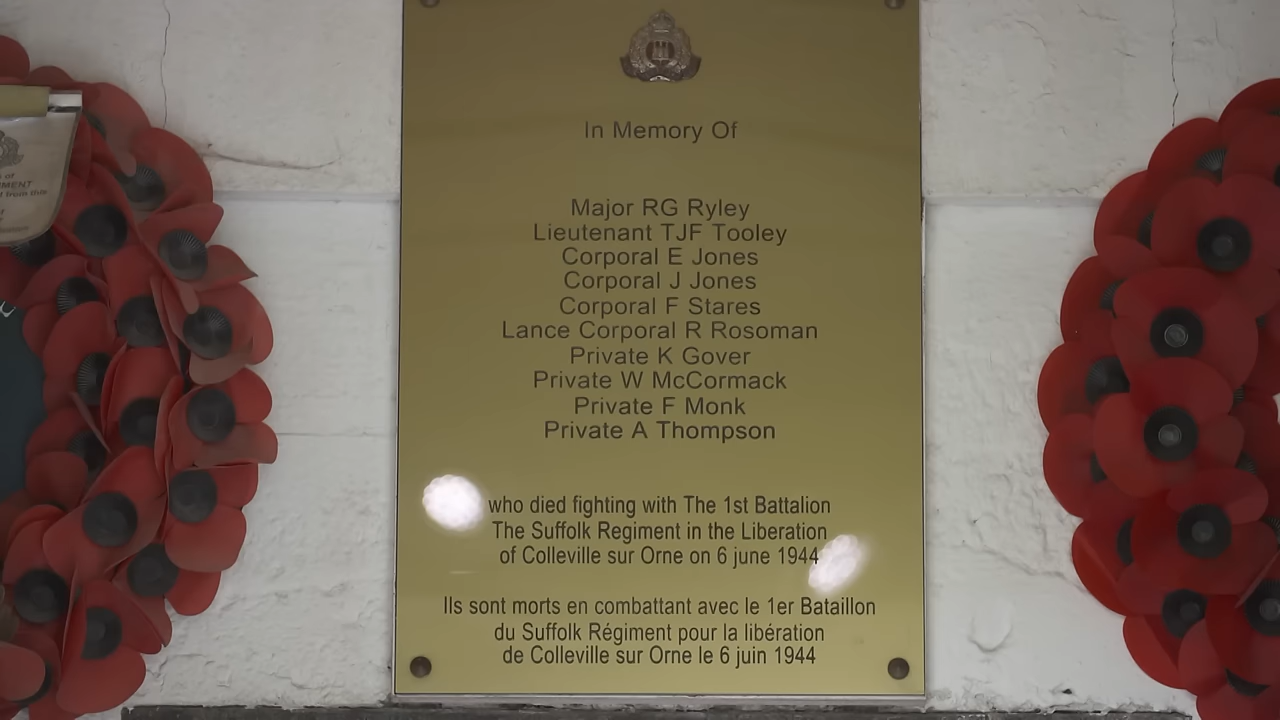 In Memory Of
Major RG Ryley
Lieutenant TJF Tooley
Corporal E Jones
Corporal J Jones
Corporal F Stares
Lance Corporal R Rosoman
Private K Gover
Private W McCormack
Private F Monk
Private A Thompson
who died fighting with The 1st Battalion
The Suffolk Regiment in the Liberation
of Colleville sur Orne on 6 june 1944
Ils sont morts en combattant avec le 1er Bataillon
du Suffolk Régiment pour la libération
de Colleville sur Orne le 6 juin 1944
of
from this